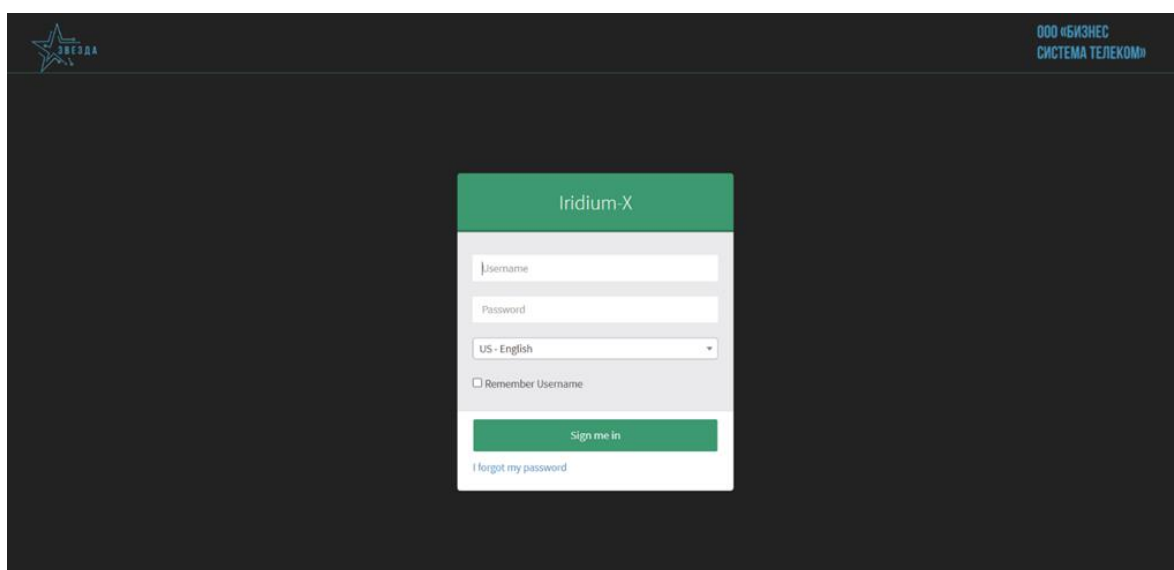 ЗВЕЗДА
ООО «БИЗНЕС
СИСТЕМА ТЕЛЕКОМ»
Iridium-X
Username
Password
US - English
Remember Username
Sign me in
I forgot my password